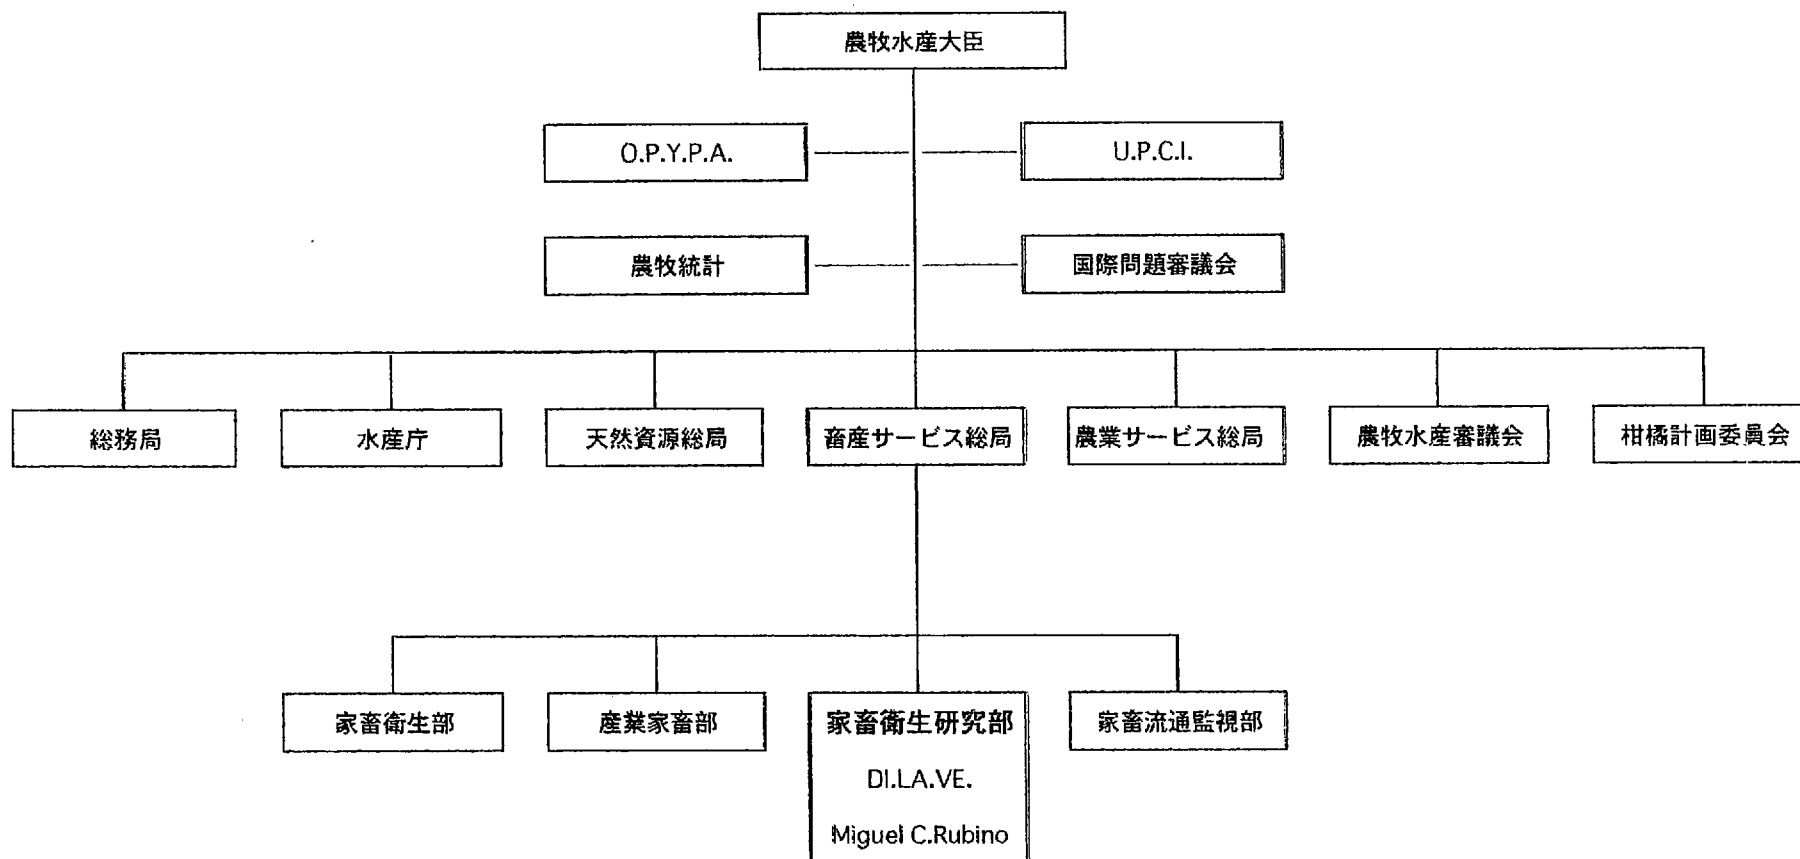 農牧水産大臣
O.P.Y.P.A.
U.P.C.I.
農牧統計
国際問題審議会
総務局
水産庁
天然資源総局
畜産サービス総局
農業サービス総局
農牧水産審議会
柑橘計画委員会
家畜衛生部
産業家畜部
家畜衛生研究部
DI.LA.VE.
Miguel C.Rubino
家畜流通監視部